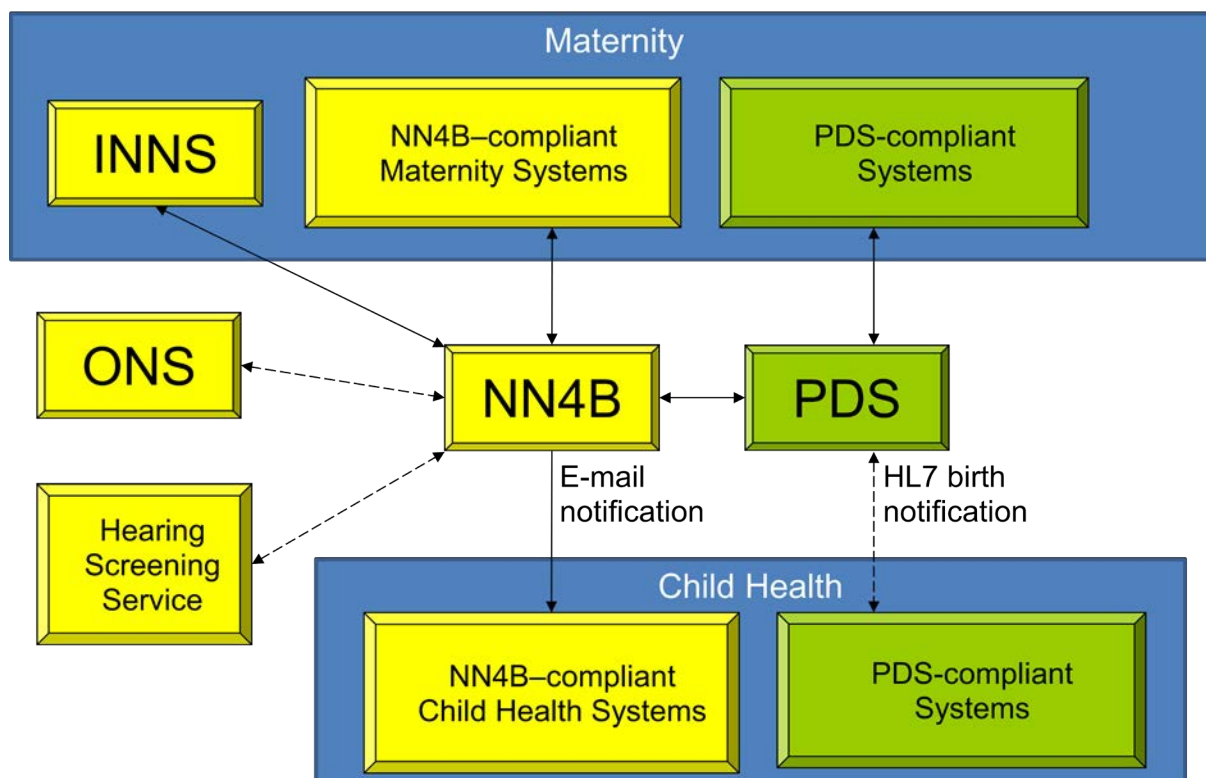 Maternity
INNS
NN4B–compliant
Maternity Systems
PDS-compliant
Systems
ONS
NN4B
PDS
E-mail
notification
HL7 birth
notification
Hearing
Screening
Service
Child Health
NN4B–compliant
Child Health Systems
PDS-compliant
Systems